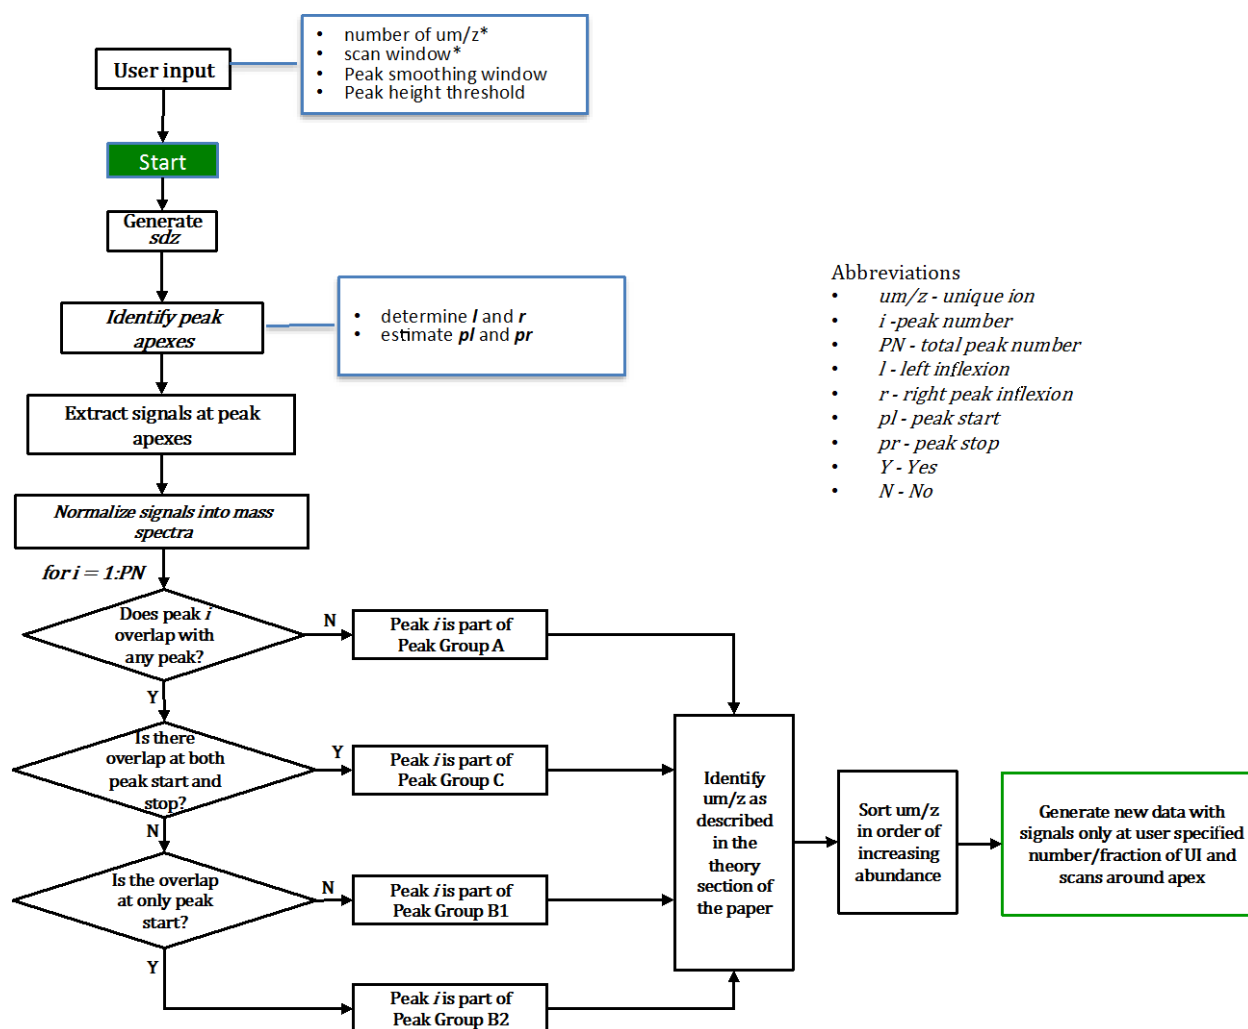 User input
• number of um/z*
• scan window*
• Peak smoothing window
• Peak height threshold
Start
Generate
sdz
Identify peak
apexes
• determine l and r
• estimate pl and pr
Extract signals at peak
apexes
Normalize signals into mass
spectra
for i = 1:PN
Does peak i
overlap with
any peak?
N
Peak i is part of
Peak Group A
Y
Is there
overlap at both
peak start and
stop?
Y
Peak i is part of
Peak Group C
N
Is the overlap
at only peak
start?
N
Peak i is part of
Peak Group B1
Y
Peak i is part of
Peak Group B2
Identify
um/z as
described
in the
theory
section of
the paper
Sort um/z
in order of
increasing
abundance
Generate new data with
signals only at user specified
number/fraction of UI and
scans around apex
Abbreviations
• um/z - unique ion
• i -peak number
• PN - total peak number
• l - left inflexion
• r - right peak inflexion
• pl - peak start
• pr - peak stop
• Y - Yes
• N - No